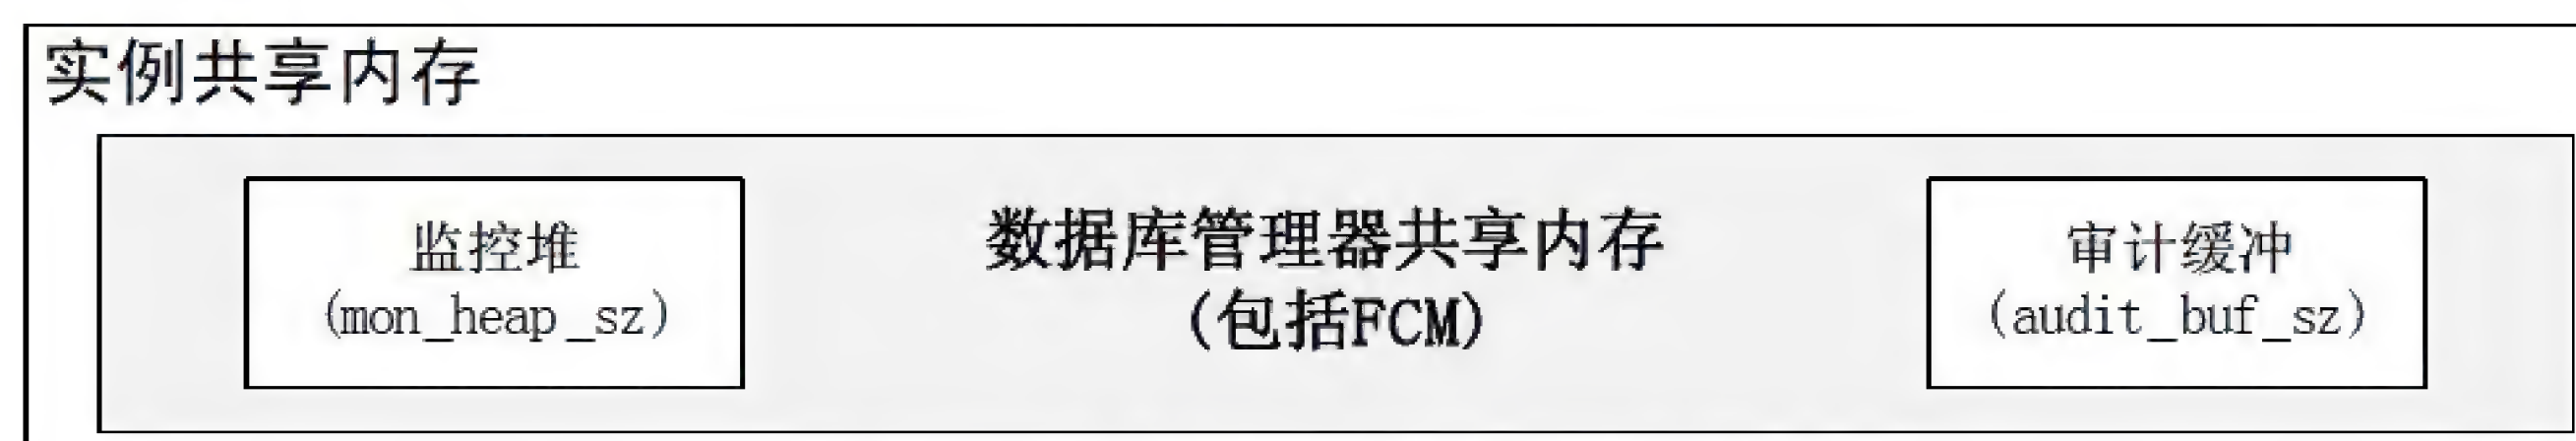 实例共享内存
监控堆
(mon_heap_sz)
数据库管理器共享内存
(包括FCM)
审计缓冲
(audit_buf_sz)